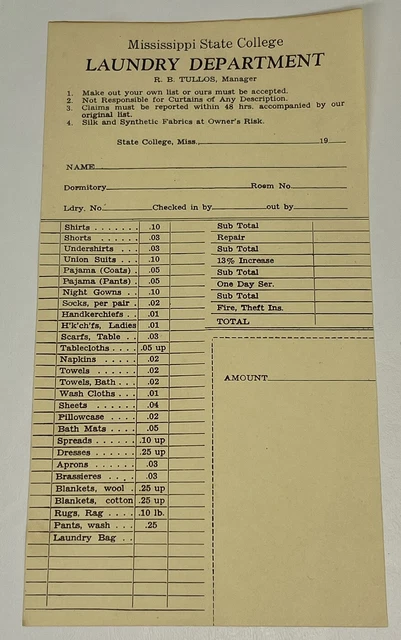 Mississippi State College
LAUNDRY DEPARTMENT
R. B. TULLOS, Manager
1. Make out your own list or ours must be accepted.
2. Not Responsible for Curtains of Any Description.
3. Claims must be reported within 48 hrs. accompanied by our
original list.
4. Silk and Synthetic Fabrics at Owner's Risk.
State College, Miss. 19
NAME
Dormitory Room No.
Ldry. No. Checked in by out by
Shirts . . . . . . . .10
Shorts . . . . . .03
Undershirts . . .03
Union Suits . . .10
Pajama (Coats) . .05
Pajama (Pants) . .05
Night Gowns . . .10
Socks, per pair . .02
Handkerchiefs . . .01
H'k'ch'fs, Ladies .01
Scarfs, Table . . .03
Tablecloths . . . . .05 up
Napkins . . . . .02
Towels . . . . . .02
Towels, Bath . . . .02
Wash Cloths . . . .01
Sheets . . . . . .04
Pillowcase . . . . .02
Bath Mats . . . . .05
Spreads . . . . . .10 up
Dresses . . . . . .25 up
Aprons . . . . . .03
Brassieres . . . . .03
Blankets, wool . .25 up
Blankets, cotton .25 up
Rugs, Rag . . . . .10 lb.
Pants, wash . . . .25
Laundry Bag . .
Sub Total
Repair
Sub Total
13% Increase
Sub Total
One Day Ser.
Sub Total
Fire, Theft Ins.
TOTAL
AMOUNT